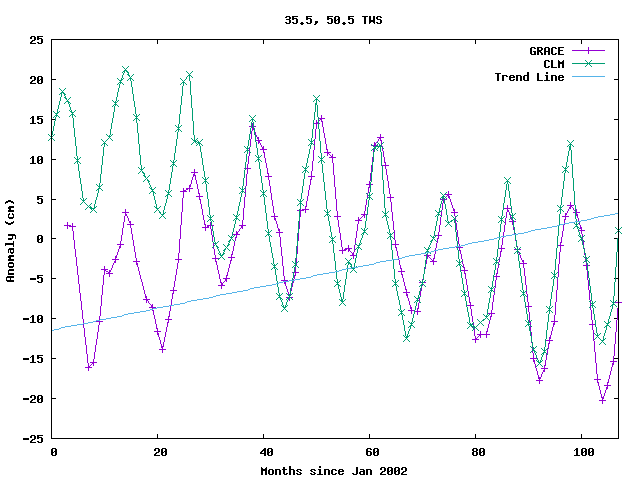 35.5, 50.5 TWS
GRACE
CLM
Trend Line
Anomaly (cm)
25
20
15
10
5
0
-5
-10
-15
-20
-25
0 20 40 60 80 100
Months since Jan 2002